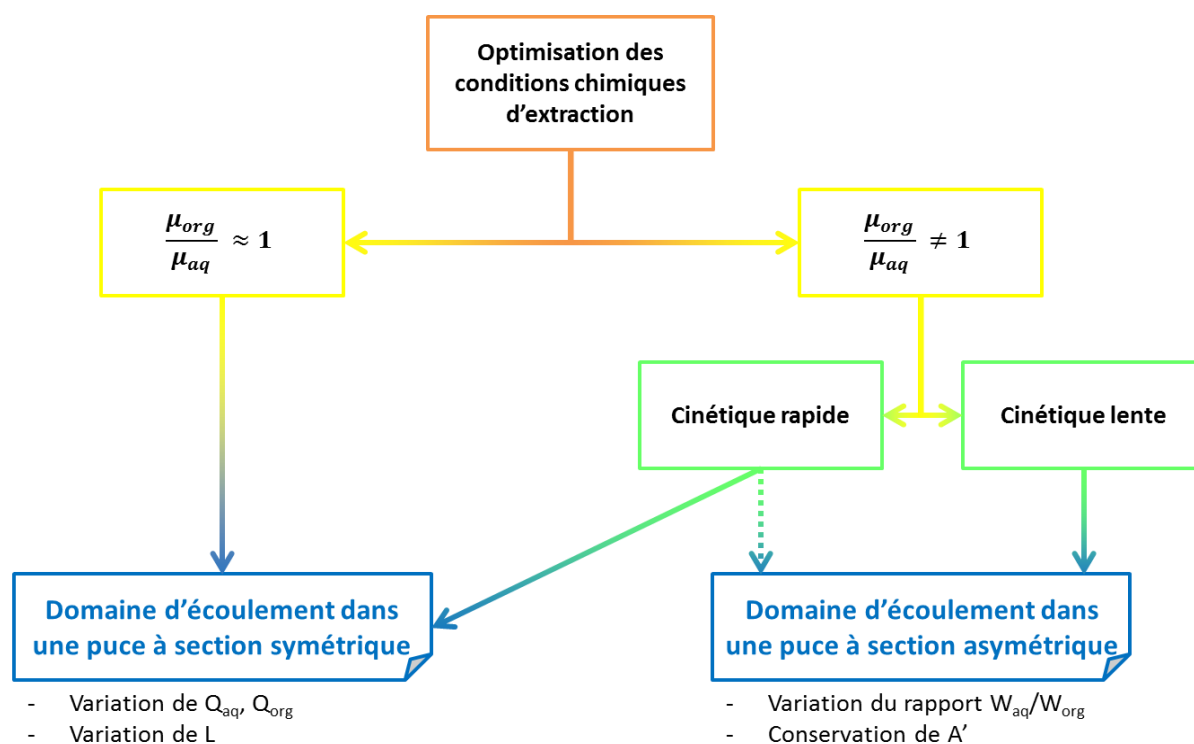 Optimisation des
conditions chimiques
d'extraction
μorg/μaq ≈ 1
μorg/μaq ≠ 1
Cinétique rapide
Cinétique lente
Domaine d'écoulement dans
une puce à section symétrique
Domaine d'écoulement dans
une puce à section asymétrique
- Variation de Qaq, Qorg
- Variation de L
- Variation du rapport Waq/Worg
- Conservation de A'